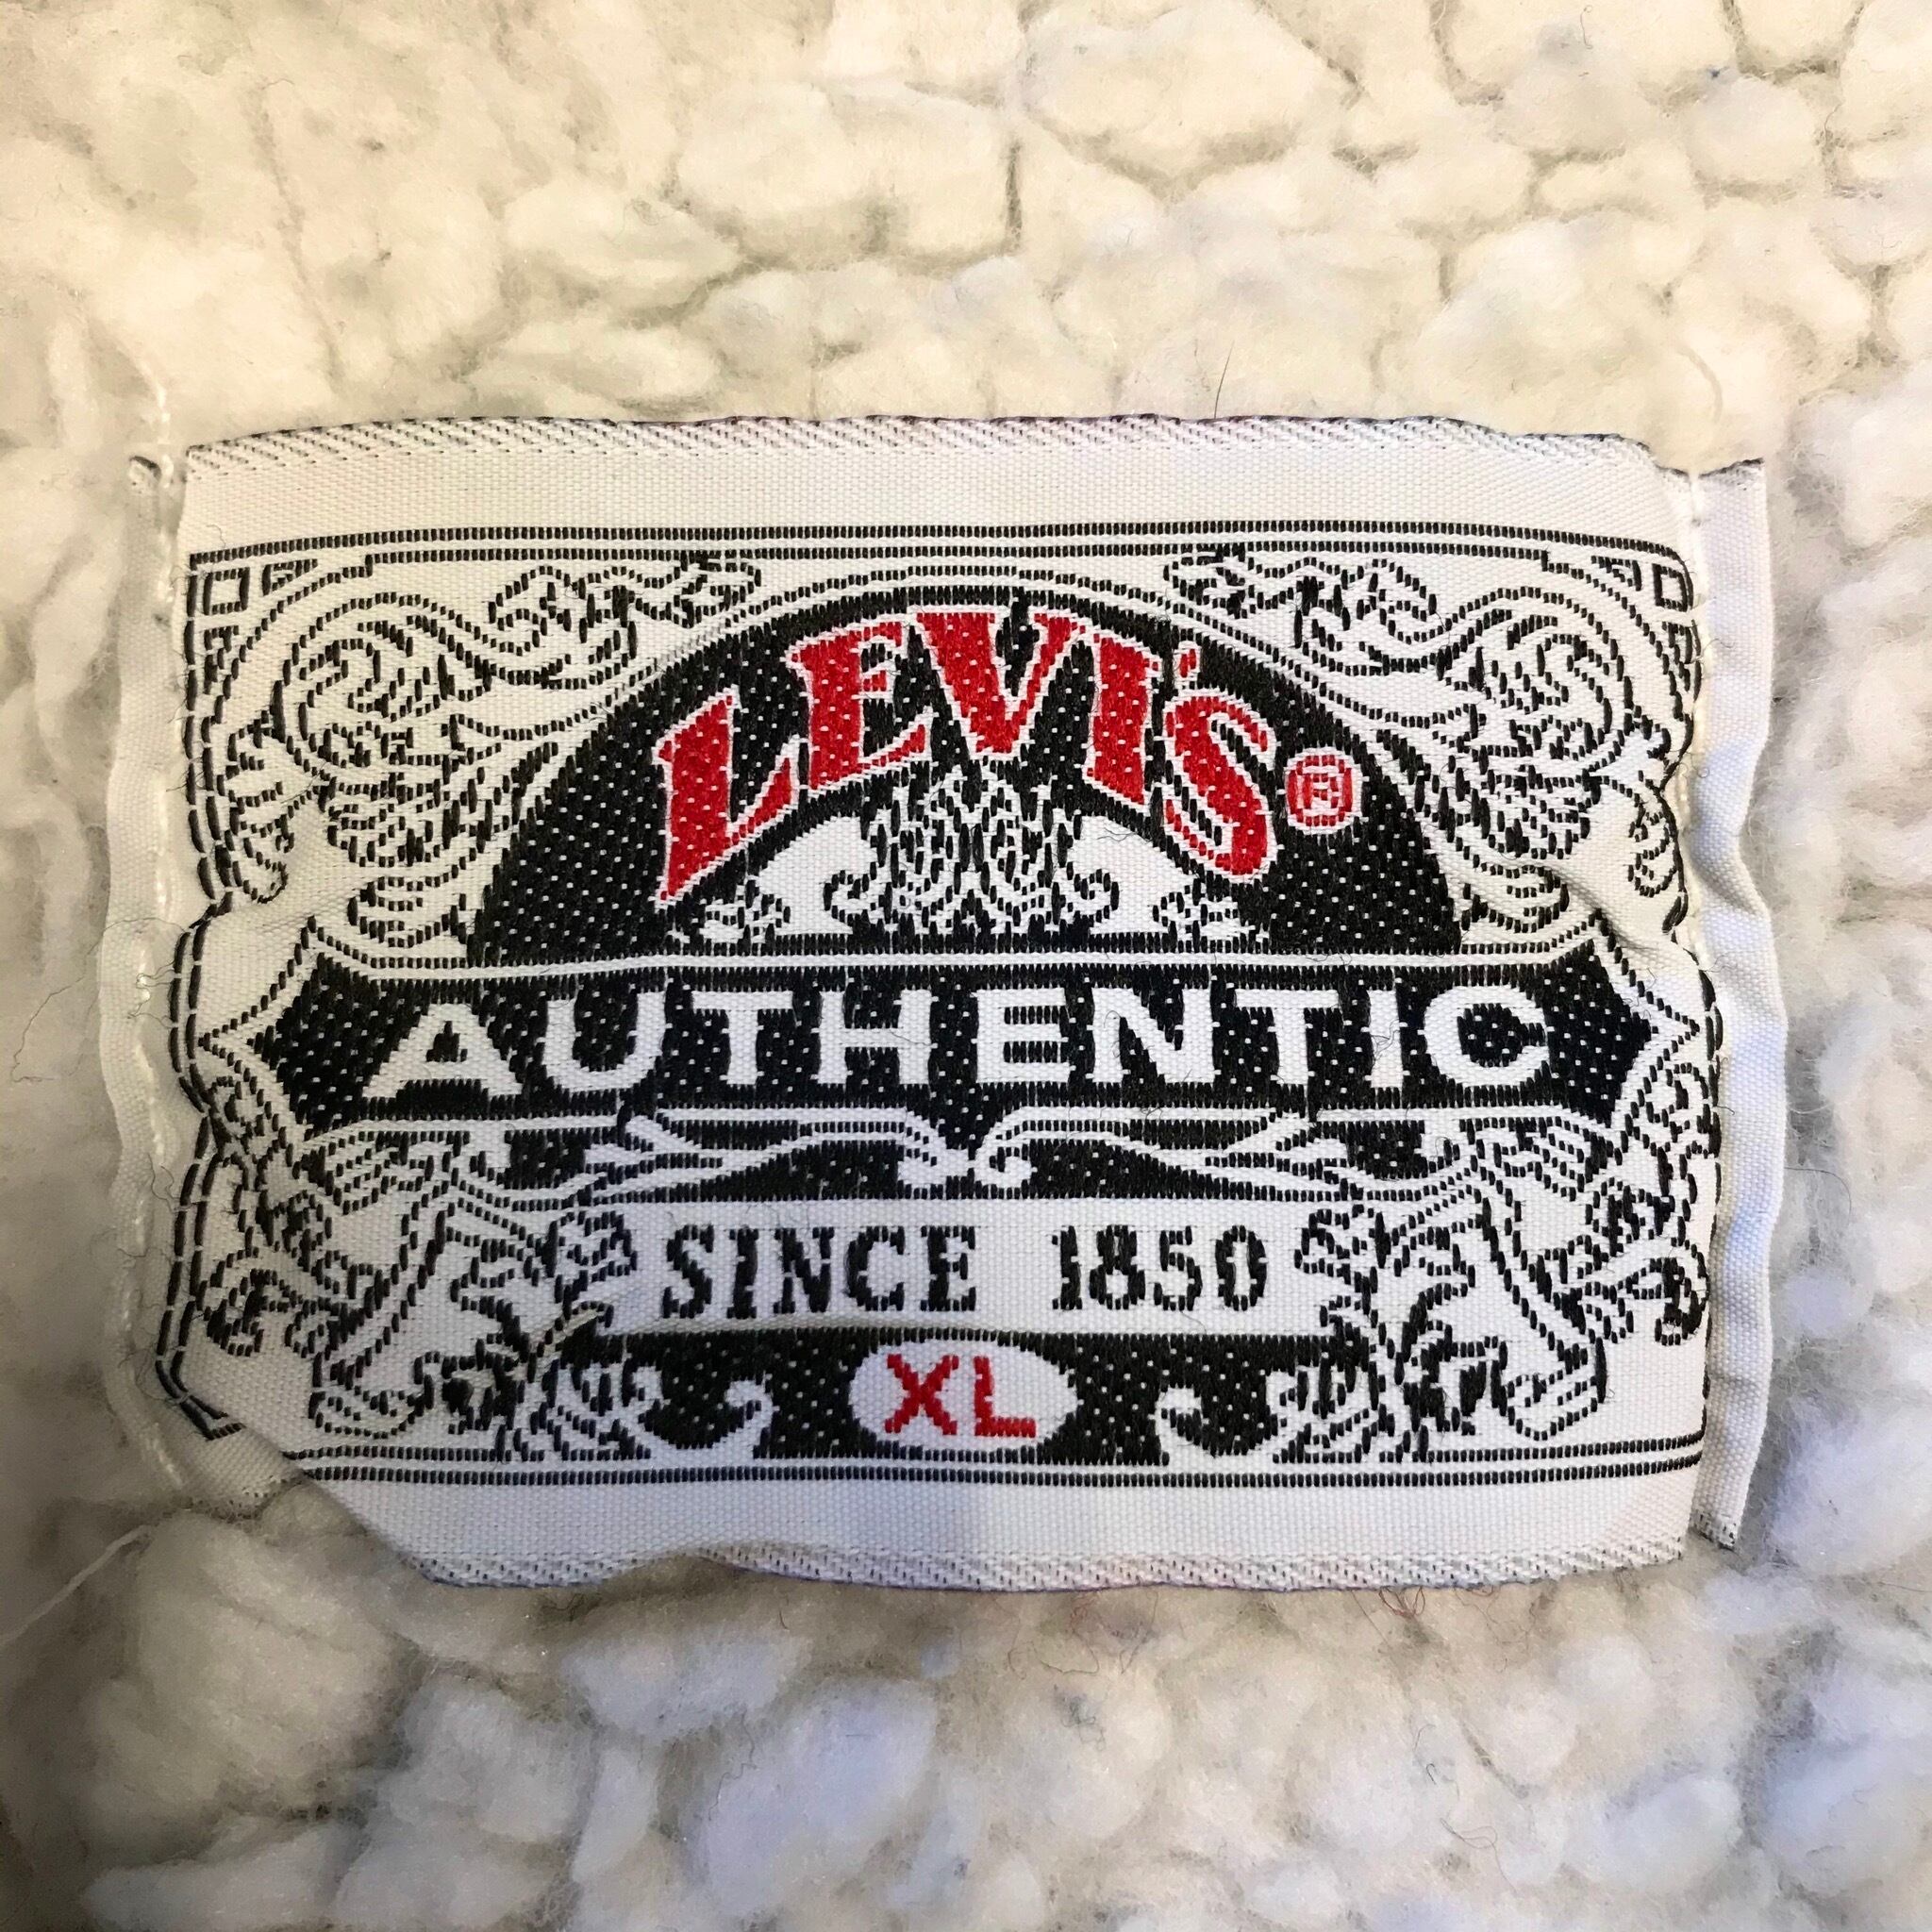 LEVI'S®
AUTHENTIC
SINCE 1850
XL